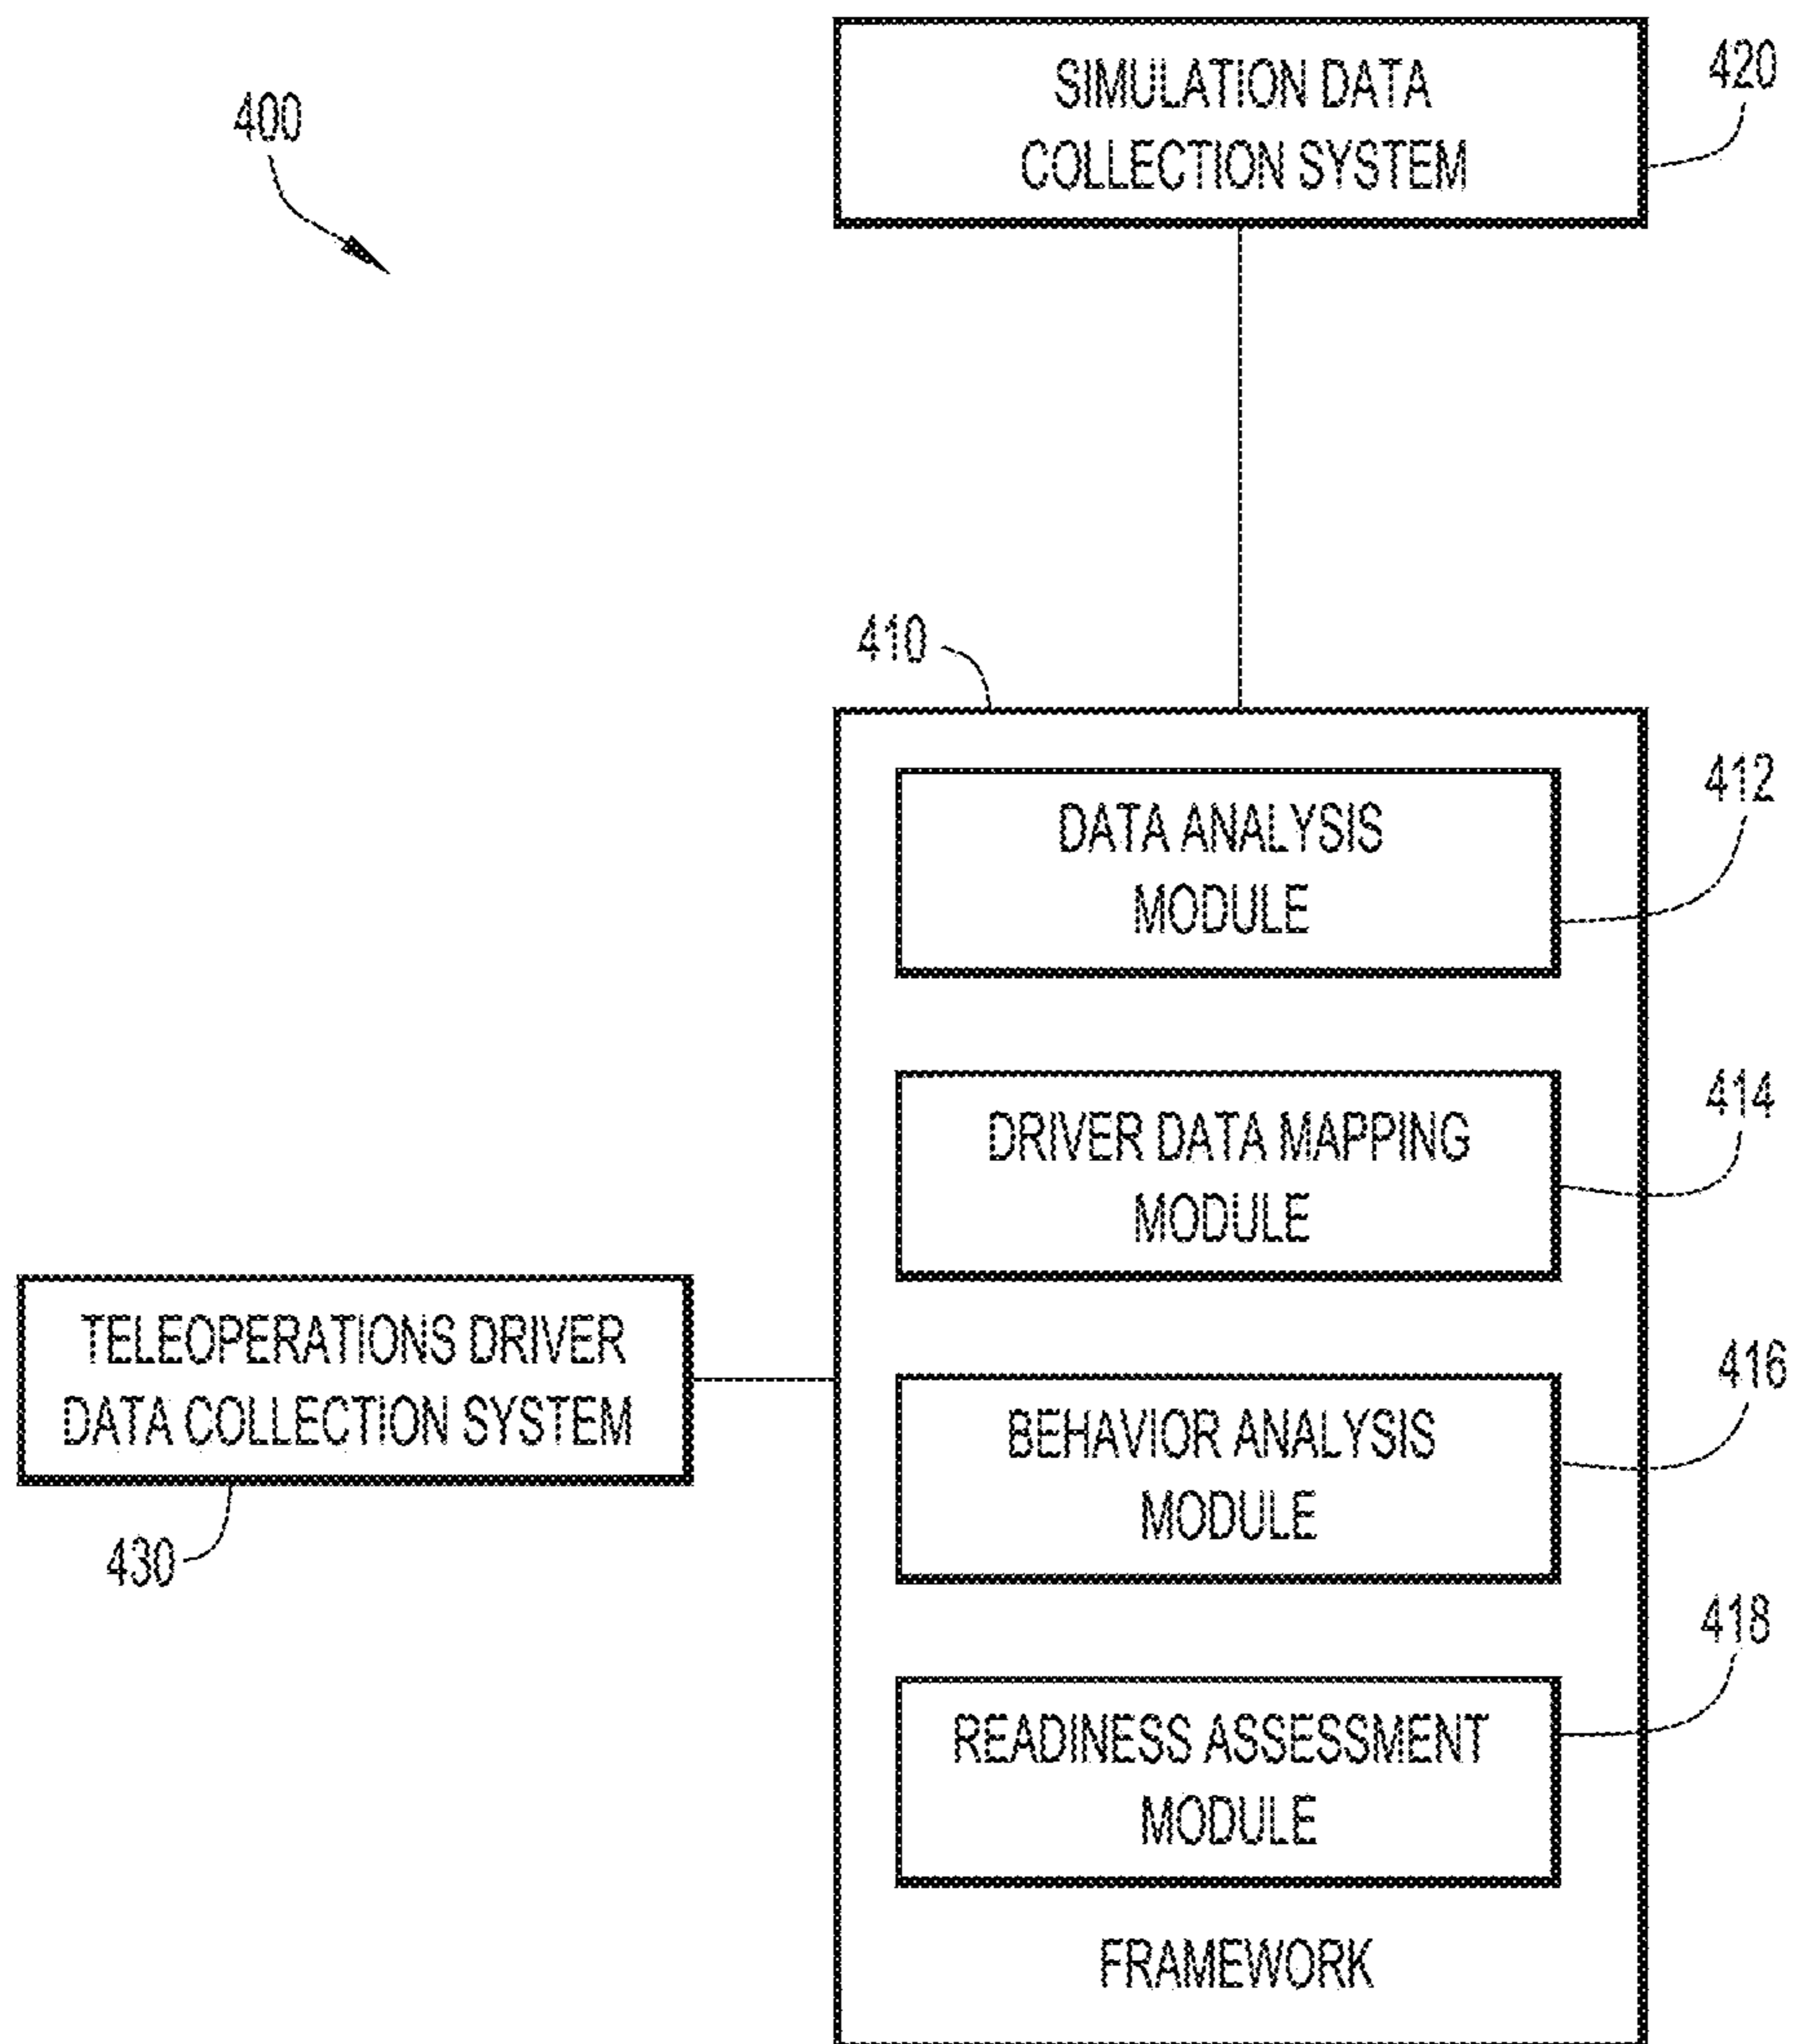 400
SIMULATION DATA
COLLECTION SYSTEM
420
410
DATA ANALYSIS
MODULE
412
DRIVER DATA MAPPING
MODULE
414
TELEOPERATIONS DRIVER
DATA COLLECTION SYSTEM
430
BEHAVIOR ANALYSIS
MODULE
416
READINESS ASSESSMENT
MODULE
418
FRAMEWORK